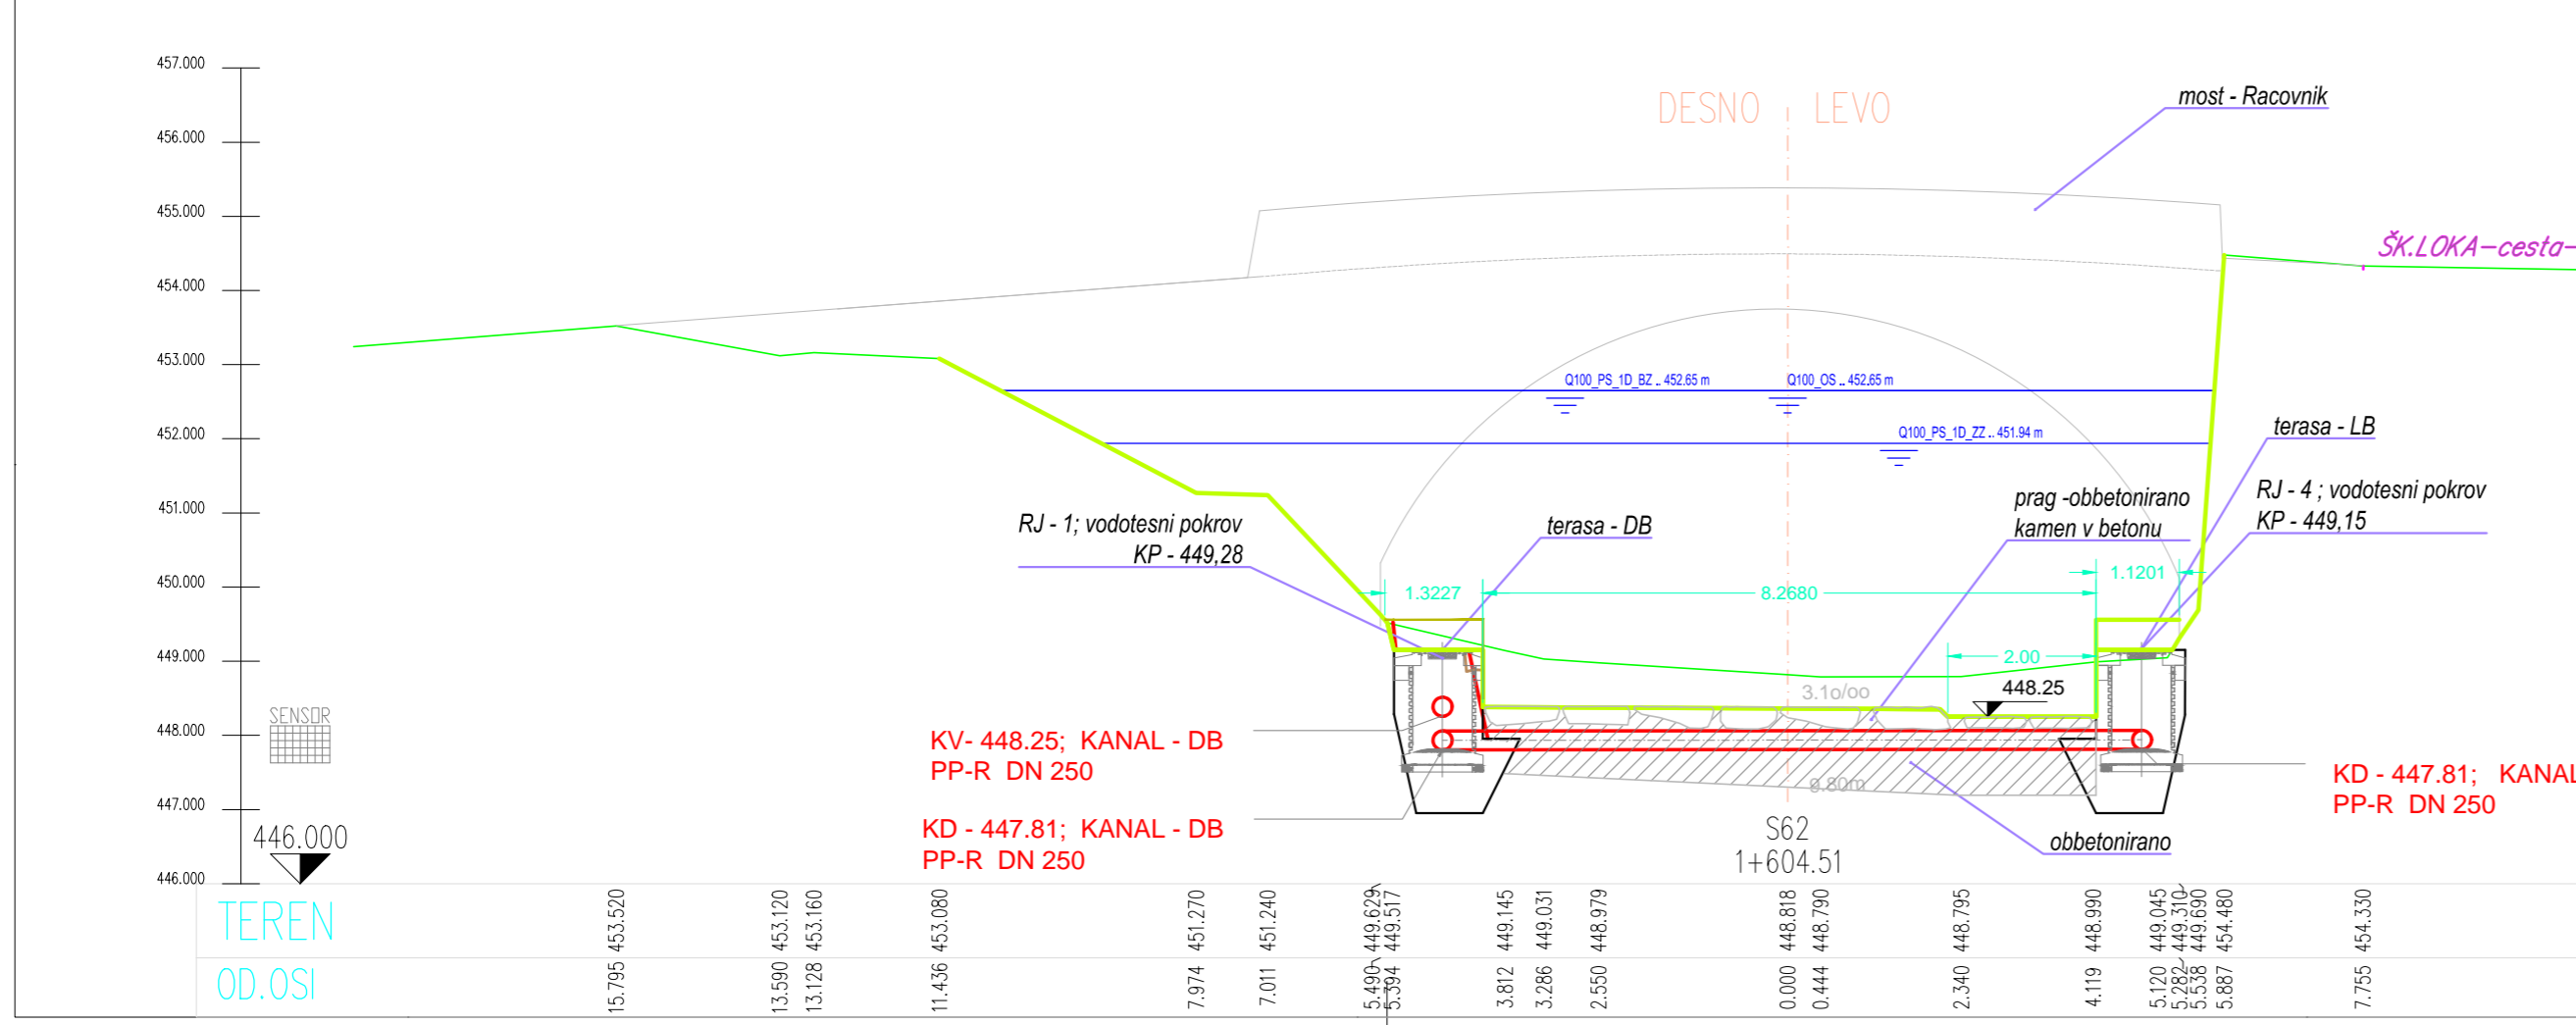 457.000
456.000
455.000
454.000
453.000
452.000
451.000
450.000
449.000
448.000
447.000
446.000
SENSOR
446.000
DESNO
LEVO
most - Racovnik
ŠK.LOKA-cesta-
Q100_PS_1D_BZ .. 452.65 m
Q100_OS .. 452.65 m
Q100_PS_1D_ZZ .. 451.94 m
terasa - LB
RJ - 4 ; vodotesni pokrov
KP - 449,15
prag -obbetonirano
kamen v betonu
RJ - 1; vodotesni pokrov
KP - 449,28
terasa - DB
1.3227
8.2680
1.1201
2.00
448.25
3.1o/oo
9.80m
KV- 448.25; KANAL - DB
PP-R DN 250
KD - 447.81; KANAL - DB
PP-R DN 250
KD - 447.81; KANAL
PP-R DN 250
S62
1+604.51
obbetonirano
TEREN
453.520
453.120
453.160
453.080
451.270
451.240
449.629
449.517
449.145
449.031
448.979
448.818
448.790
448.795
448.990
449.045
449.310
449.690
454.480
454.330
OD.OSI
15.795
13.590
13.128
11.436
7.974
7.011
5.490
5.394
3.812
3.286
2.550
0.000
0.444
2.340
4.119
5.120
5.282
5.538
5.887
7.755